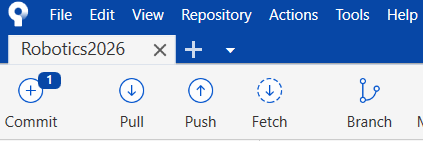 File Edit View Repository Actions Tools Help
Robotics2026
1
Commit Pull Push Fetch Branch